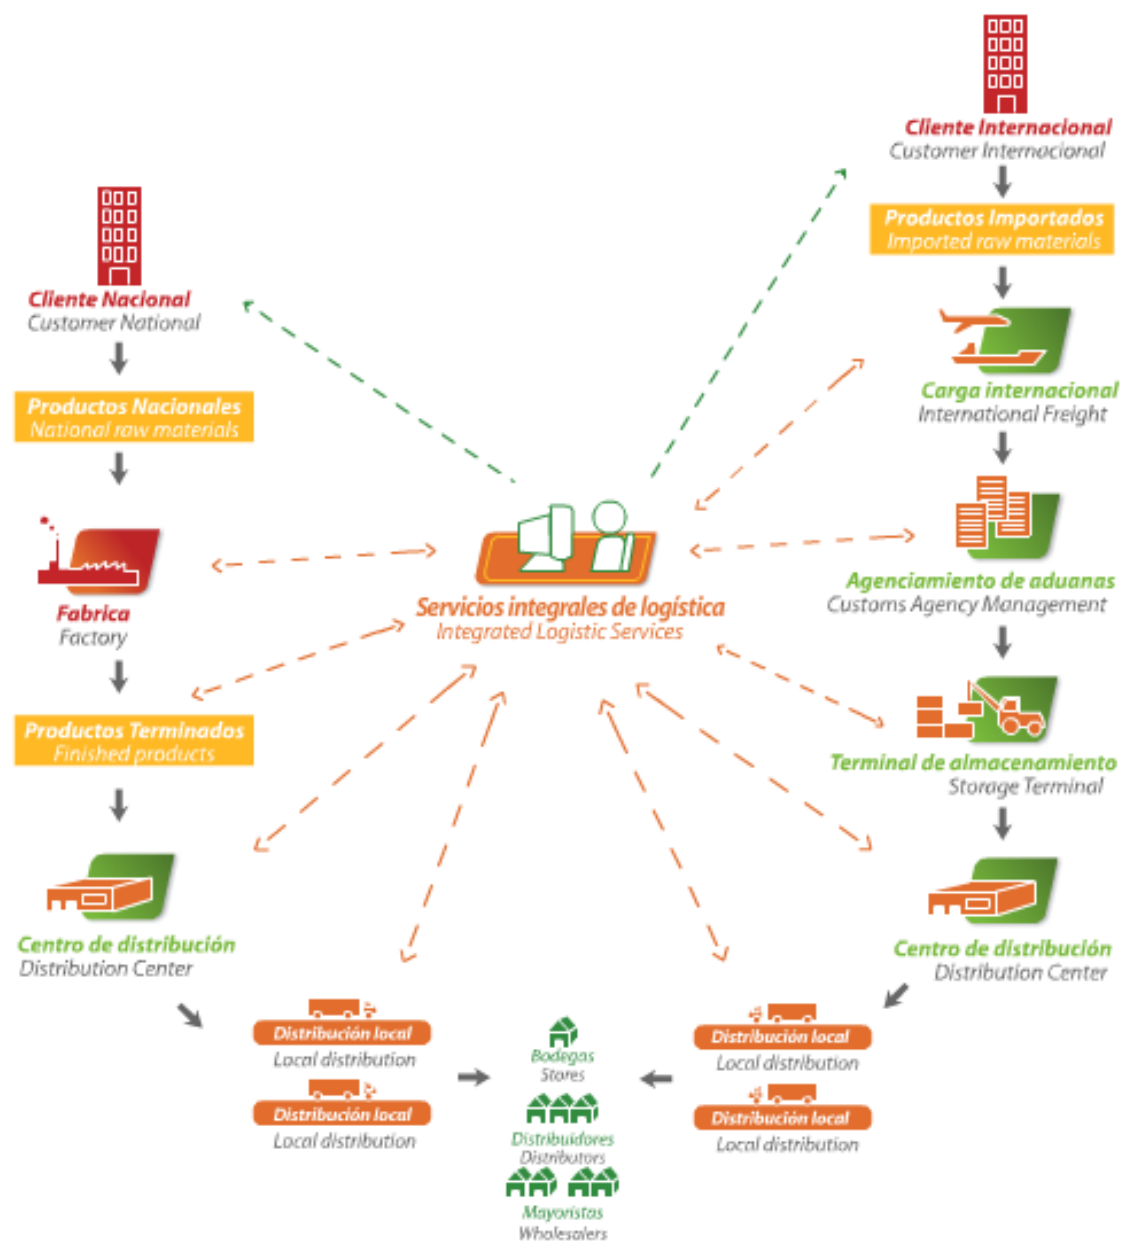 Cliente Internacional
Customer Internacional
Productos Importados
Imported raw materials
Carga internacional
International Freight
Agenciamiento de aduanas
Customs Agency Management
Terminal de almacenamiento
Storage Terminal
Centro de distribución
Distribution Center
Cliente Nacional
Customer National
Productos Nacionales
National raw materials
Fabrica
Factory
Productos Terminados
Finished products
Centro de distribución
Distribution Center
Servicios integrales de logística
Integrated Logistic Services
Distribución local
Local distribution
Distribución local
Local distribution
Bodegas
Stores
Distribuidores
Distributors
Mayoristas
Wholesalers
Distribución local
Local distribution
Distribución local
Local distribution